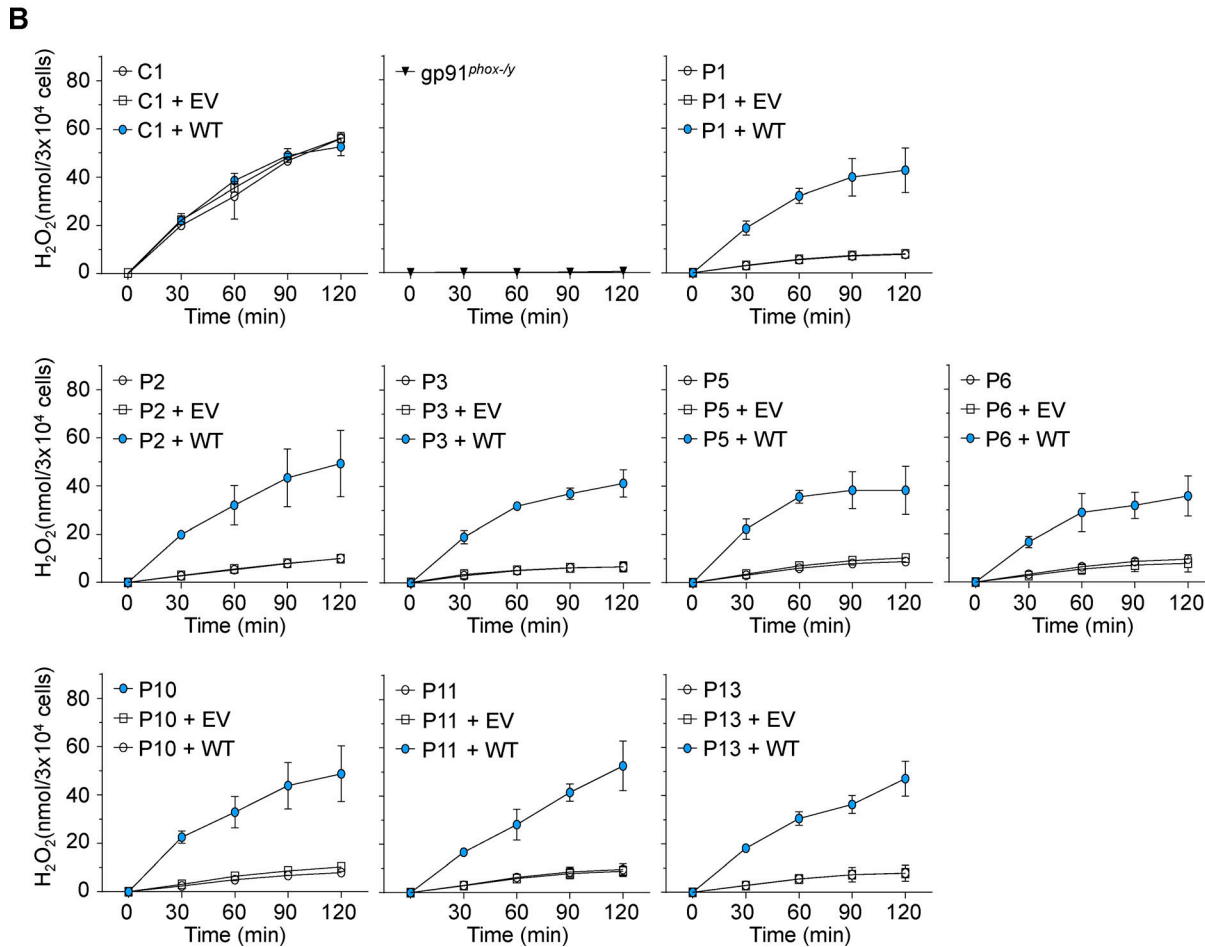 B
C1
C1 + EV
C1 + WT
H2O2(nmol/3x10⁴ cells)
80
60
40
20
0
0 30 60 90 120
Time (min)
gp91phox-/y
0 30 60 90 120
Time (min)
P1
P1 + EV
P1 + WT
0 30 60 90 120
Time (min)
P2
P2 + EV
P2 + WT
H2O2(nmol/3x10⁴ cells)
80
60
40
20
0
0 30 60 90 120
Time (min)
P3
P3 + EV
P3 + WT
0 30 60 90 120
Time (min)
P5
P5 + EV
P5 + WT
0 30 60 90 120
Time (min)
P6
P6 + EV
P6 + WT
0 30 60 90 120
Time (min)
P10
P10 + EV
P10 + WT
H2O2(nmol/3x10⁴ cells)
80
60
40
20
0
0 30 60 90 120
Time (min)
P11
P11 + EV
P11 + WT
0 30 60 90 120
Time (min)
P13
P13 + EV
P13 + WT
0 30 60 90 120
Time (min)